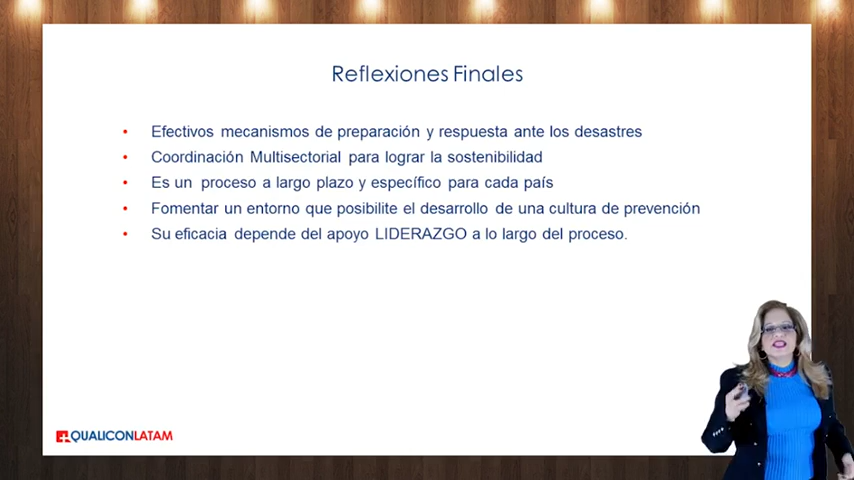 Reflexiones Finales
Efectivos mecanismos de preparación y respuesta ante los desastres
Coordinación Multisectorial para lograr la sostenibilidad
Es un proceso a largo plazo y específico para cada país
Fomentar un entorno que posibilite el desarrollo de una cultura de prevención
Su eficacia depende del apoyo LIDERAZGO a lo largo del proceso.
QUALICONLATAM